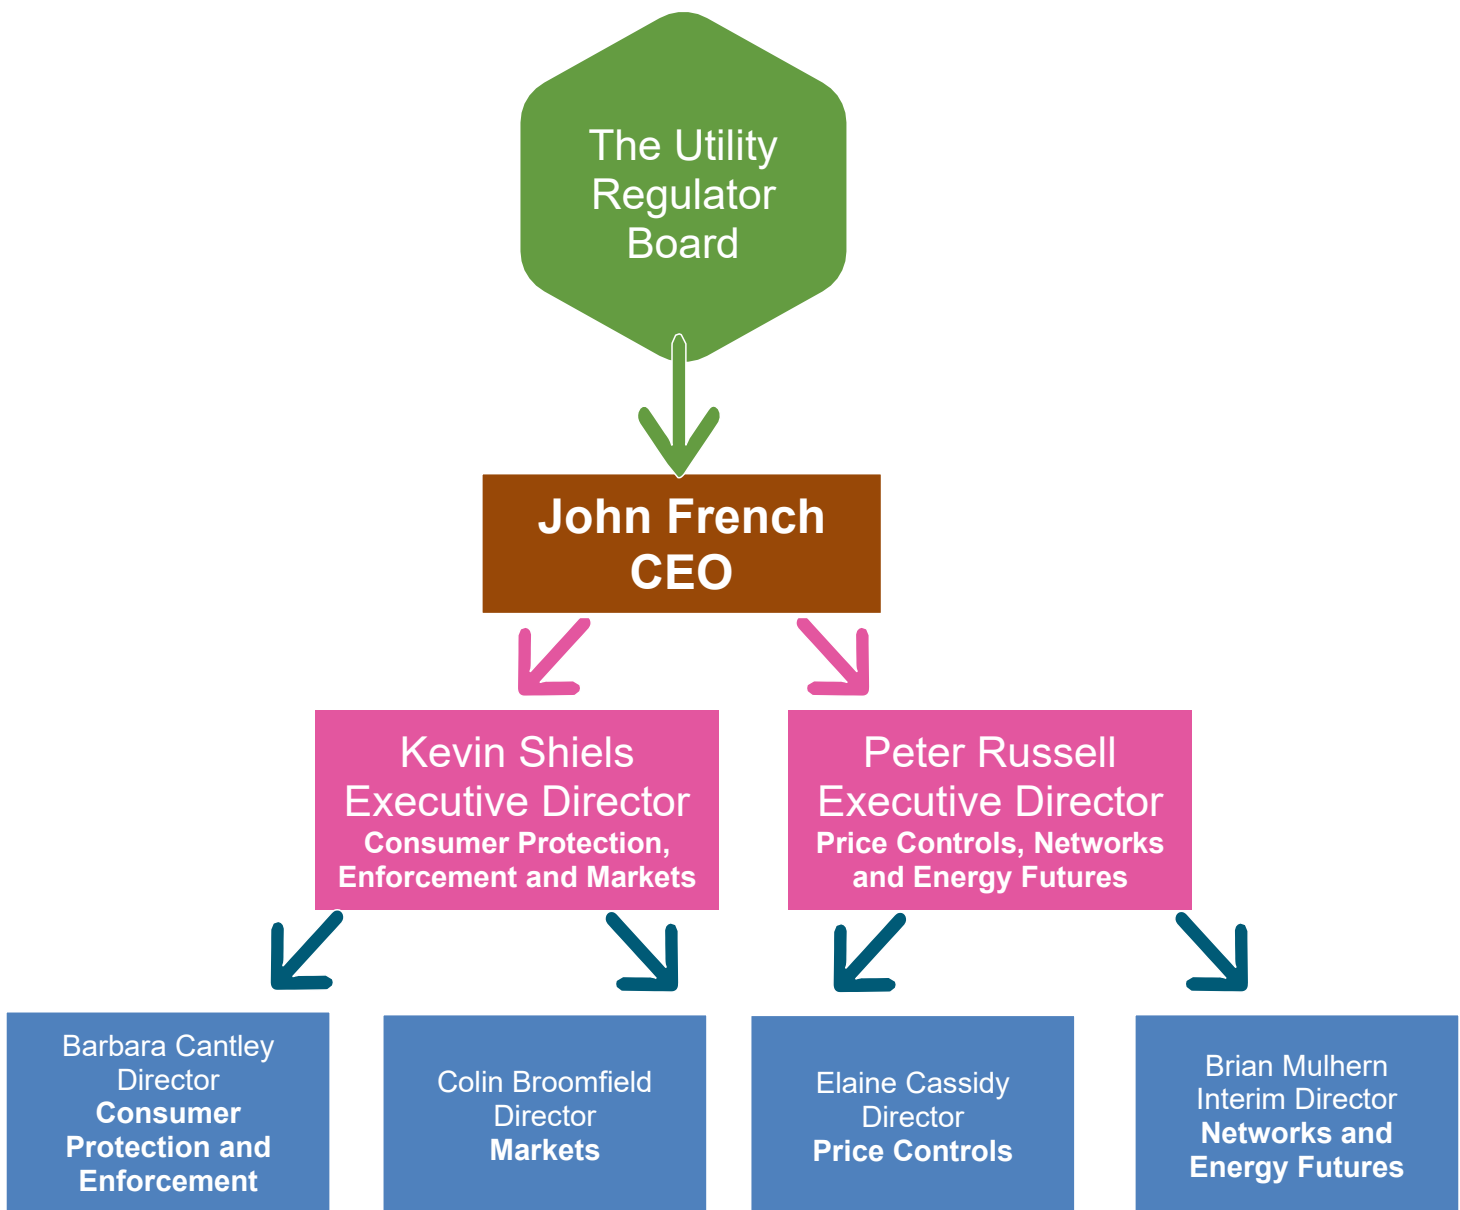 The Utility
Regulator
Board
John French
CEO
Kevin Shiels
Executive Director
Consumer Protection,
Enforcement and Markets
Peter Russell
Executive Director
Price Controls, Networks
and Energy Futures
Barbara Cantley
Director
Consumer
Protection and
Enforcement
Colin Broomfield
Director
Markets
Elaine Cassidy
Director
Price Controls
Brian Mulhern
Interim Director
Networks and
Energy Futures